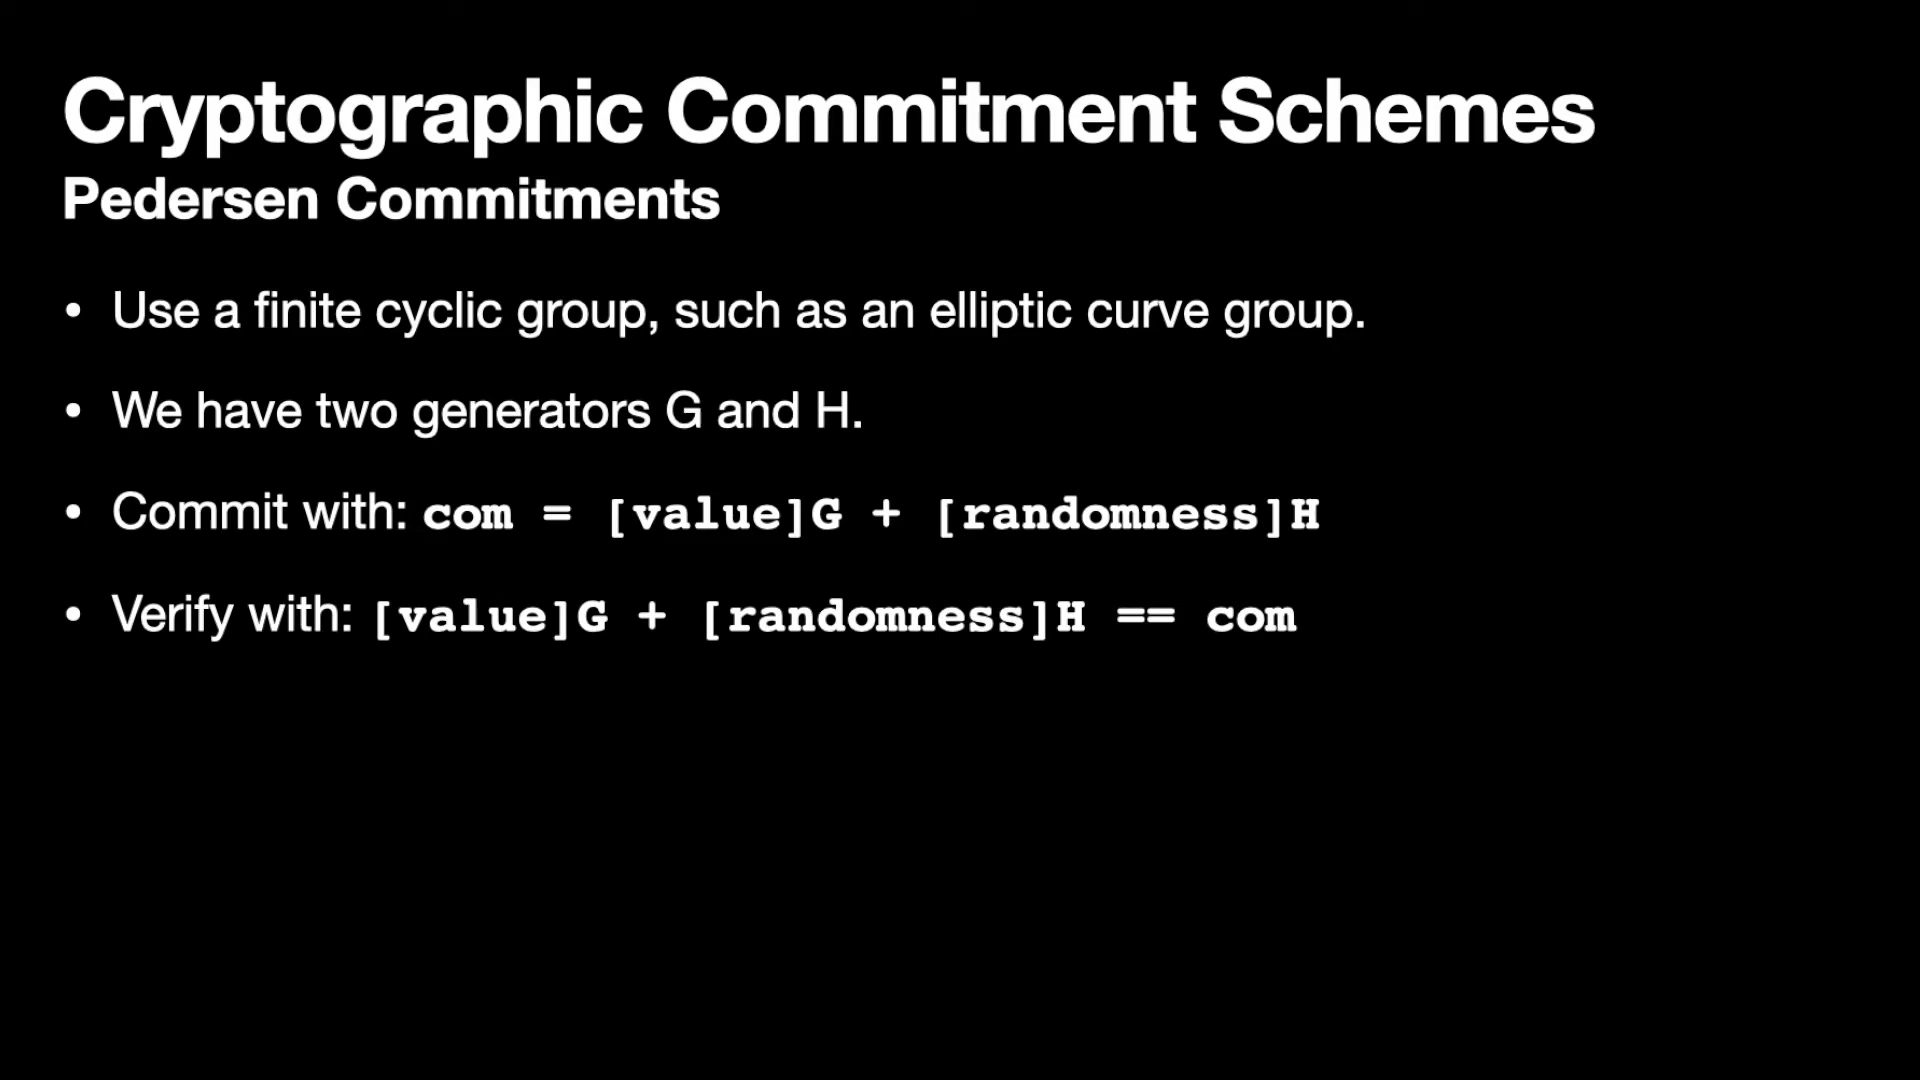 Cryptographic Commitment Schemes
Pedersen Commitments
• Use a finite cyclic group, such as an elliptic curve group.
• We have two generators G and H.
• Commit with: com = [value]G + [randomness]H
• Verify with: [value]G + [randomness]H == com